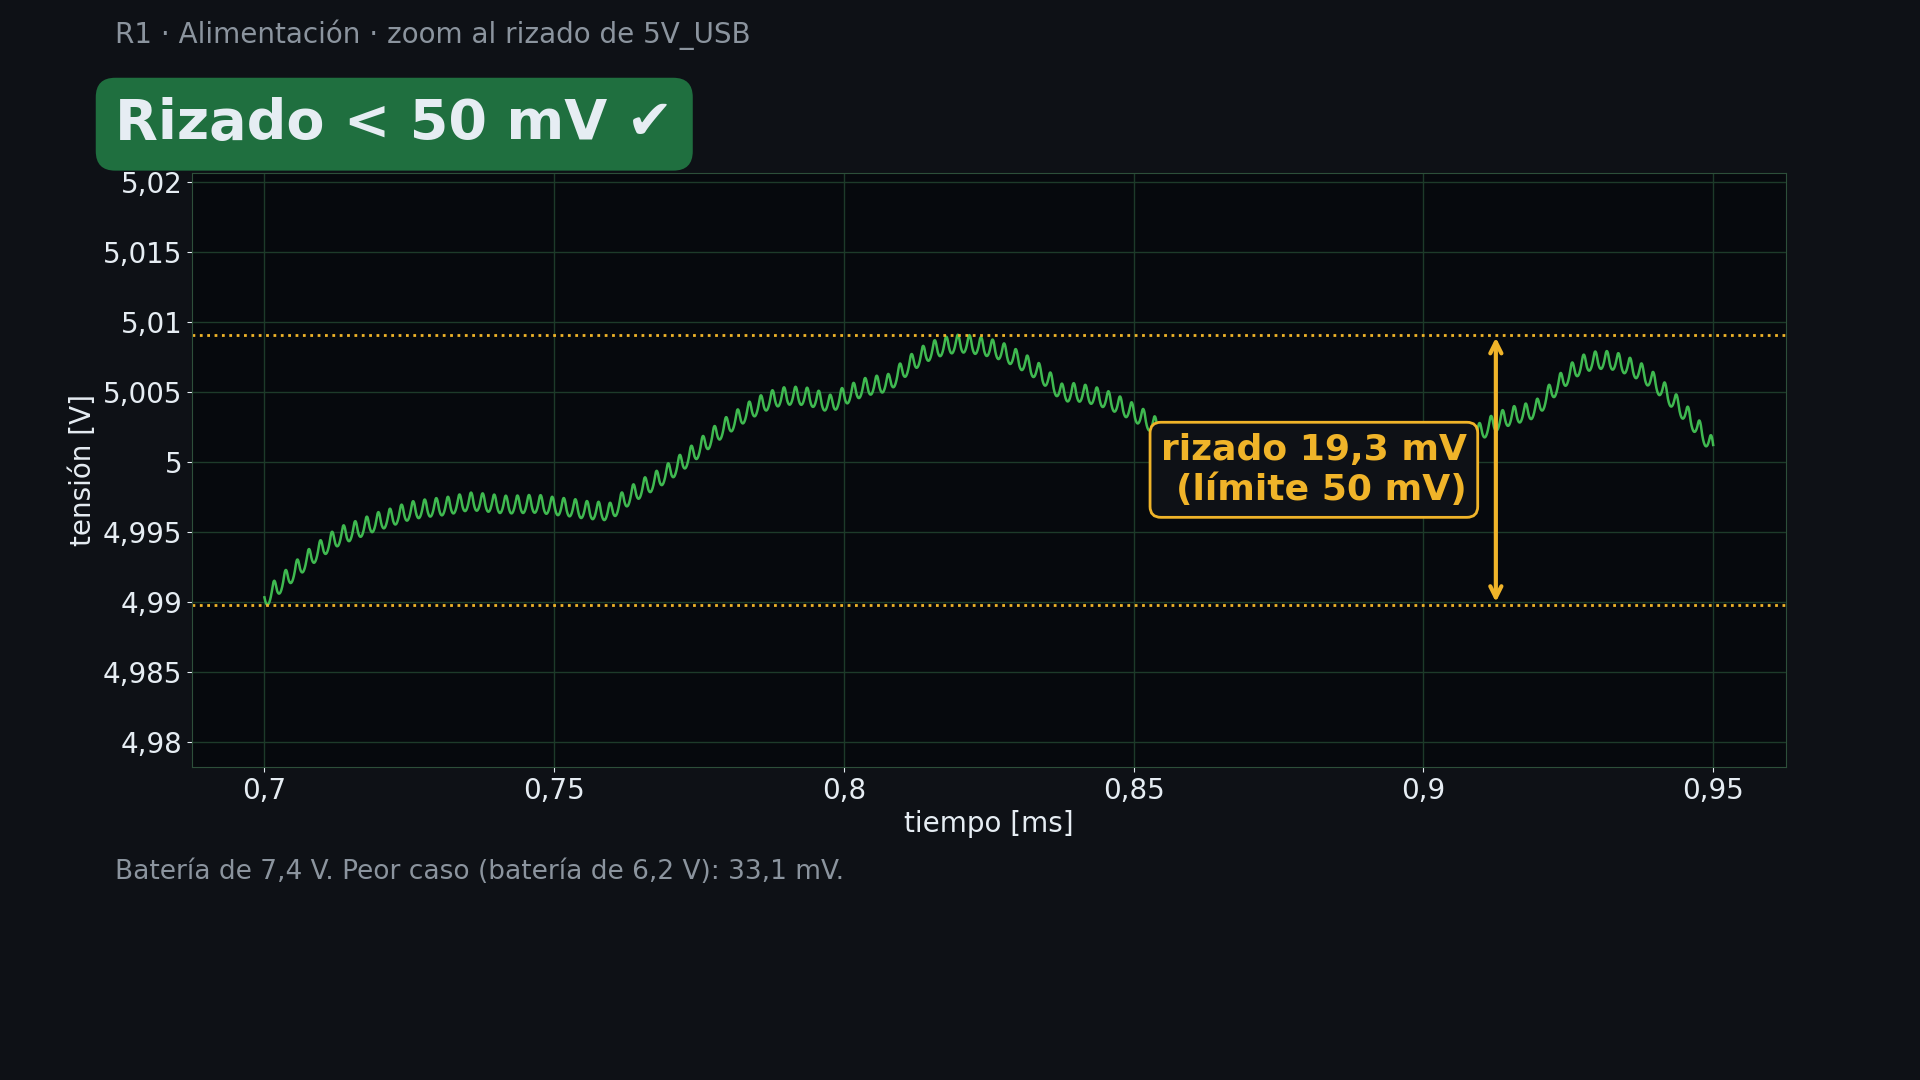 R1 · Alimentación · zoom al rizado de 5V_USB
Rizado < 50 mV ✔
5,02
5,015
5,01
5,005
5
4,995
4,99
4,985
4,98
tensión [V]
rizado 19,3 mV
(límite 50 mV)
0,7
0,75
0,8
0,85
0,9
0,95
tiempo [ms]
Batería de 7,4 V. Peor caso (batería de 6,2 V): 33,1 mV.